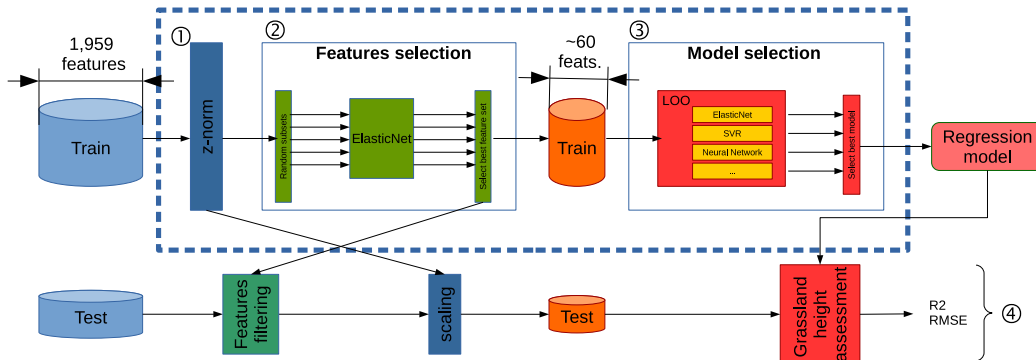 1,959
features
Train
①
z-norm
②
Features selection
Random subsets
ElasticNet
Select best feature set
~60
feats.
Train
③
Model selection
LOO
ElasticNet
SVR
Neural Network
...
Select best model
Regression
model
Test
Features
filtering
scaling
Test
Grassland
height
assessment
R2
RMSE
④